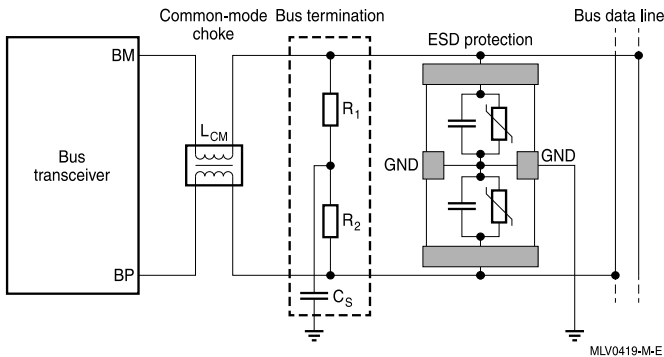 Common-mode
choke
Bus termination
ESD protection
Bus data line
BM
R1
LCM
Bus
transceiver
GND
GND
R2
BP
CS
MLV0419-M-E